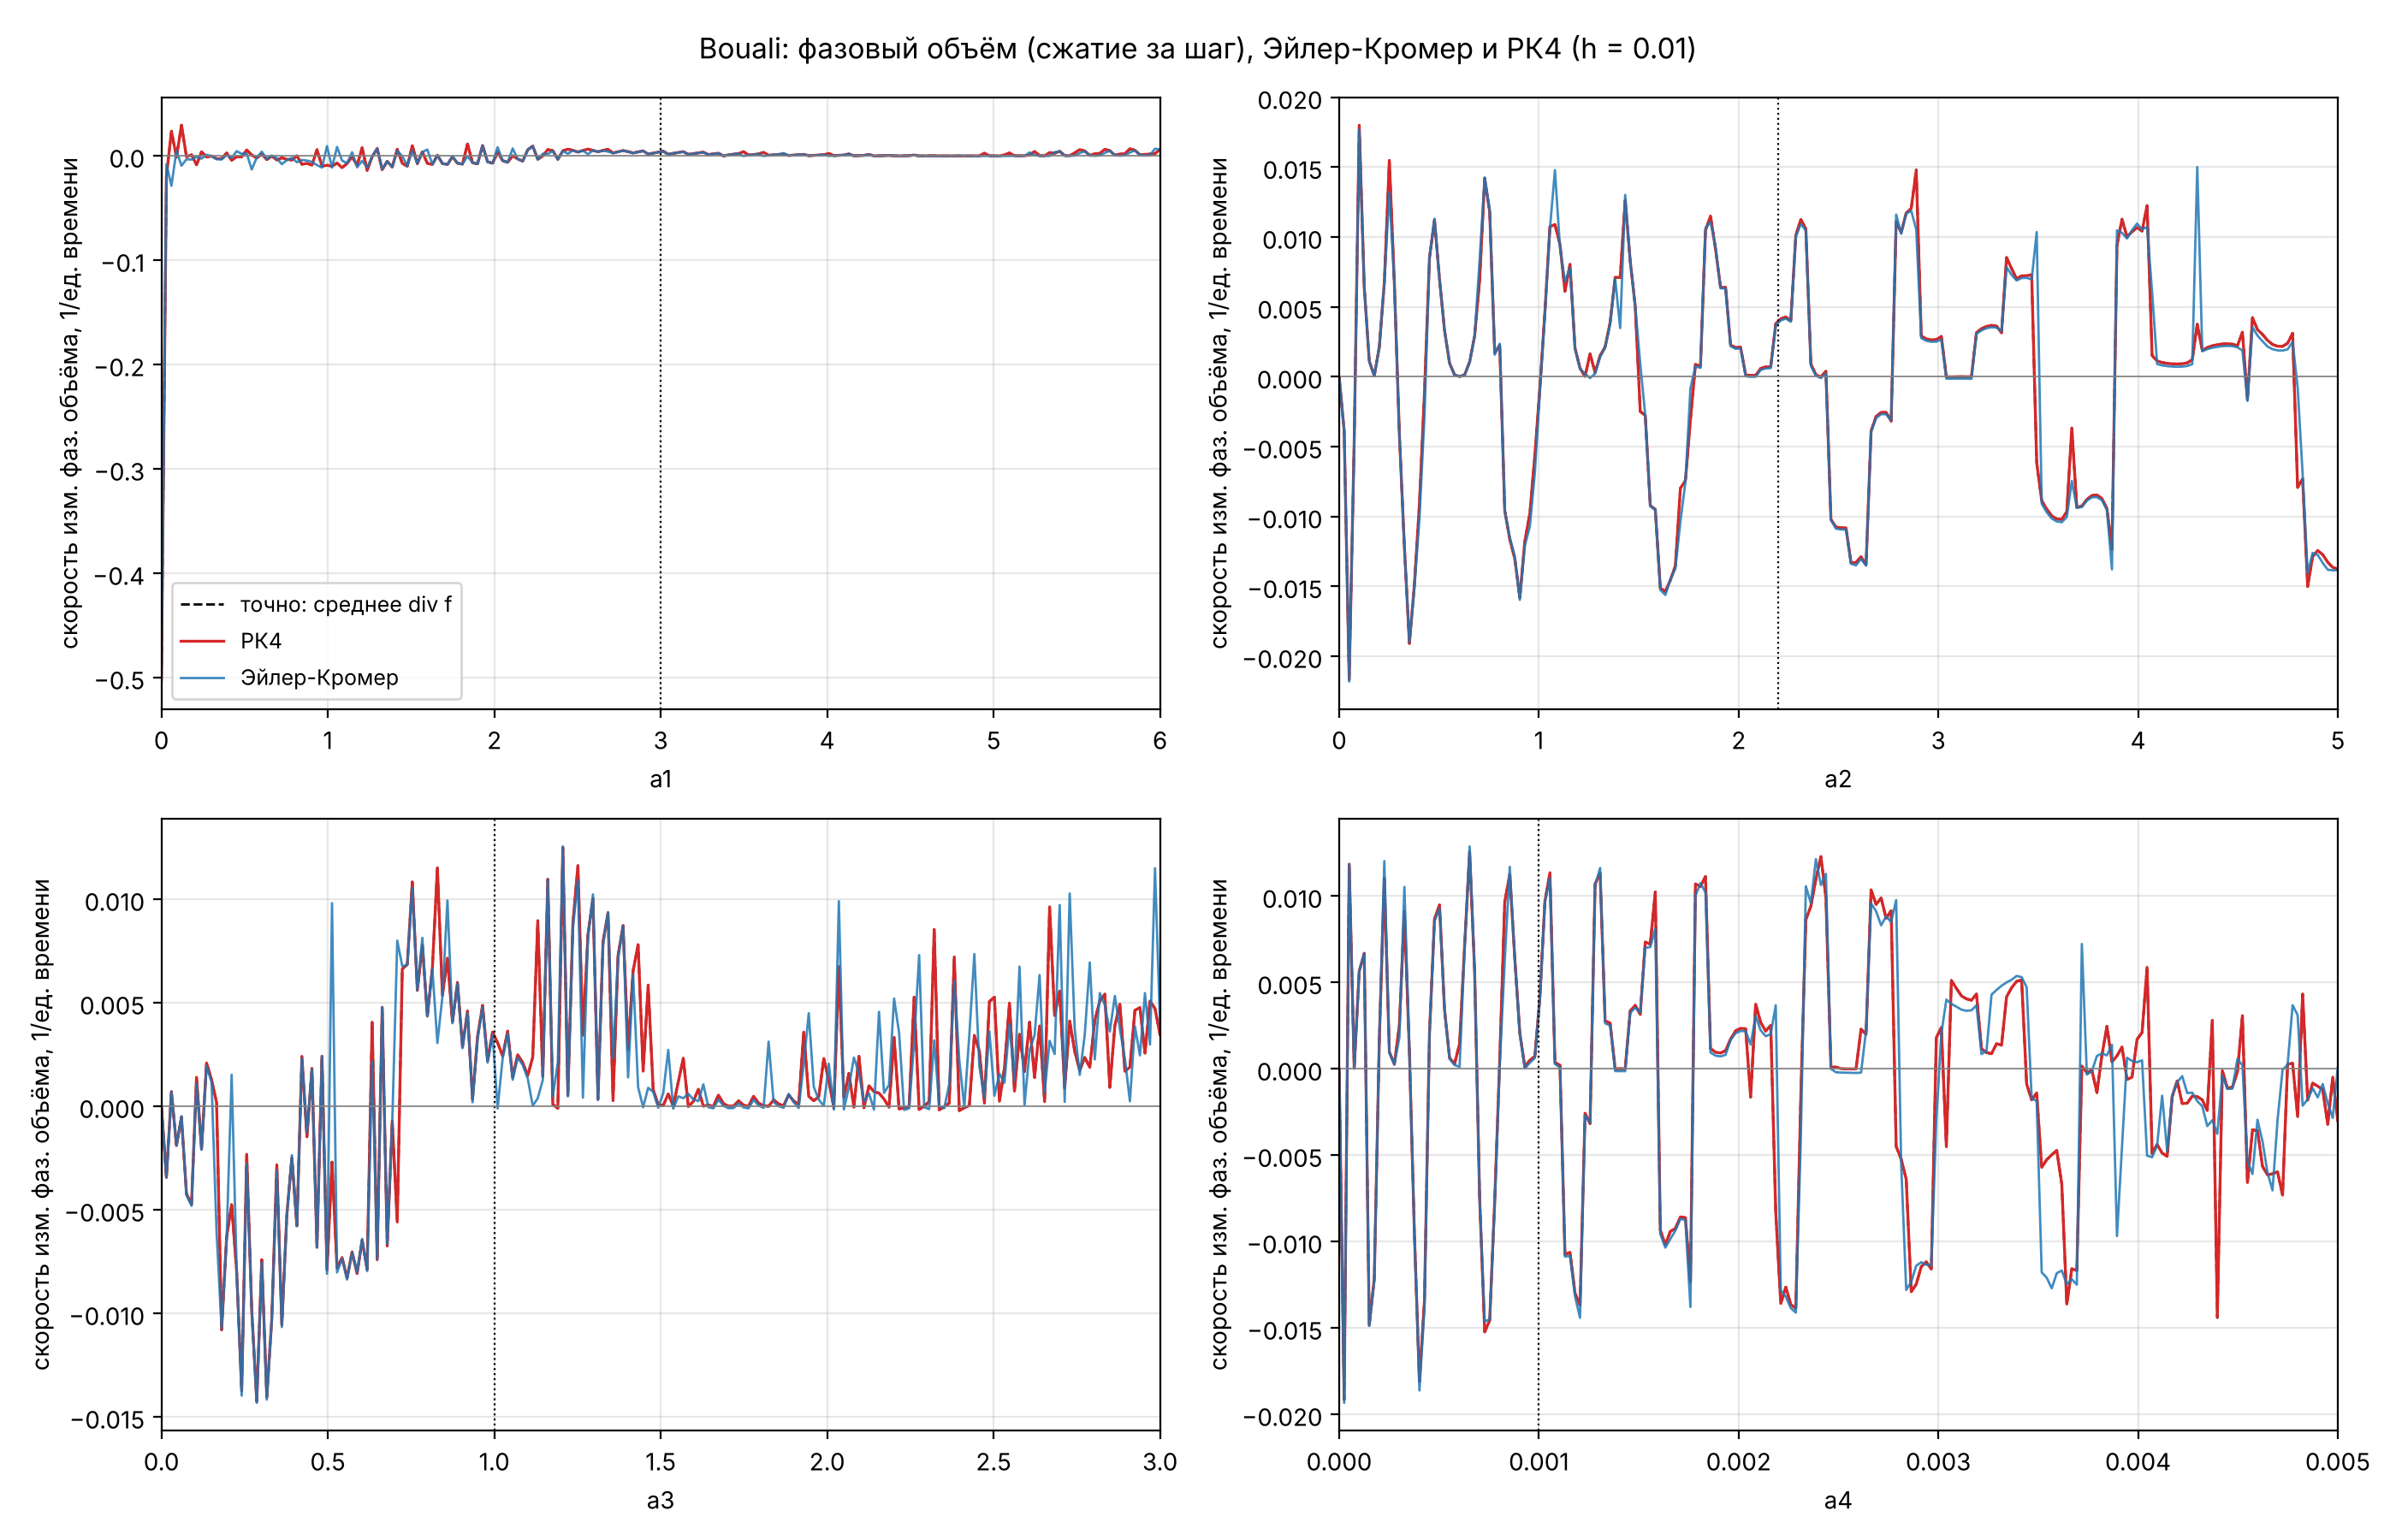 Bouali: фазовый объём (сжатие за шаг), Эйлер-Кромер и РК4 (h = 0.01)
скорость изм. фаз. объёма, 1/ед. времени
0.0
−0.1
−0.2
−0.3
−0.4
−0.5
точно: среднее div f
РК4
Эйлер-Кромер
0 1 2 3 4 5 6
a1
скорость изм. фаз. объёма, 1/ед. времени
0.020
0.015
0.010
0.005
0.000
−0.005
−0.010
−0.015
−0.020
0 1 2 3 4 5
a2
скорость изм. фаз. объёма, 1/ед. времени
0.010
0.005
0.000
−0.005
−0.010
−0.015
0.0 0.5 1.0 1.5 2.0 2.5 3.0
a3
скорость изм. фаз. объёма, 1/ед. времени
0.010
0.005
0.000
−0.005
−0.010
−0.015
−0.020
0.000 0.001 0.002 0.003 0.004 0.005
a4